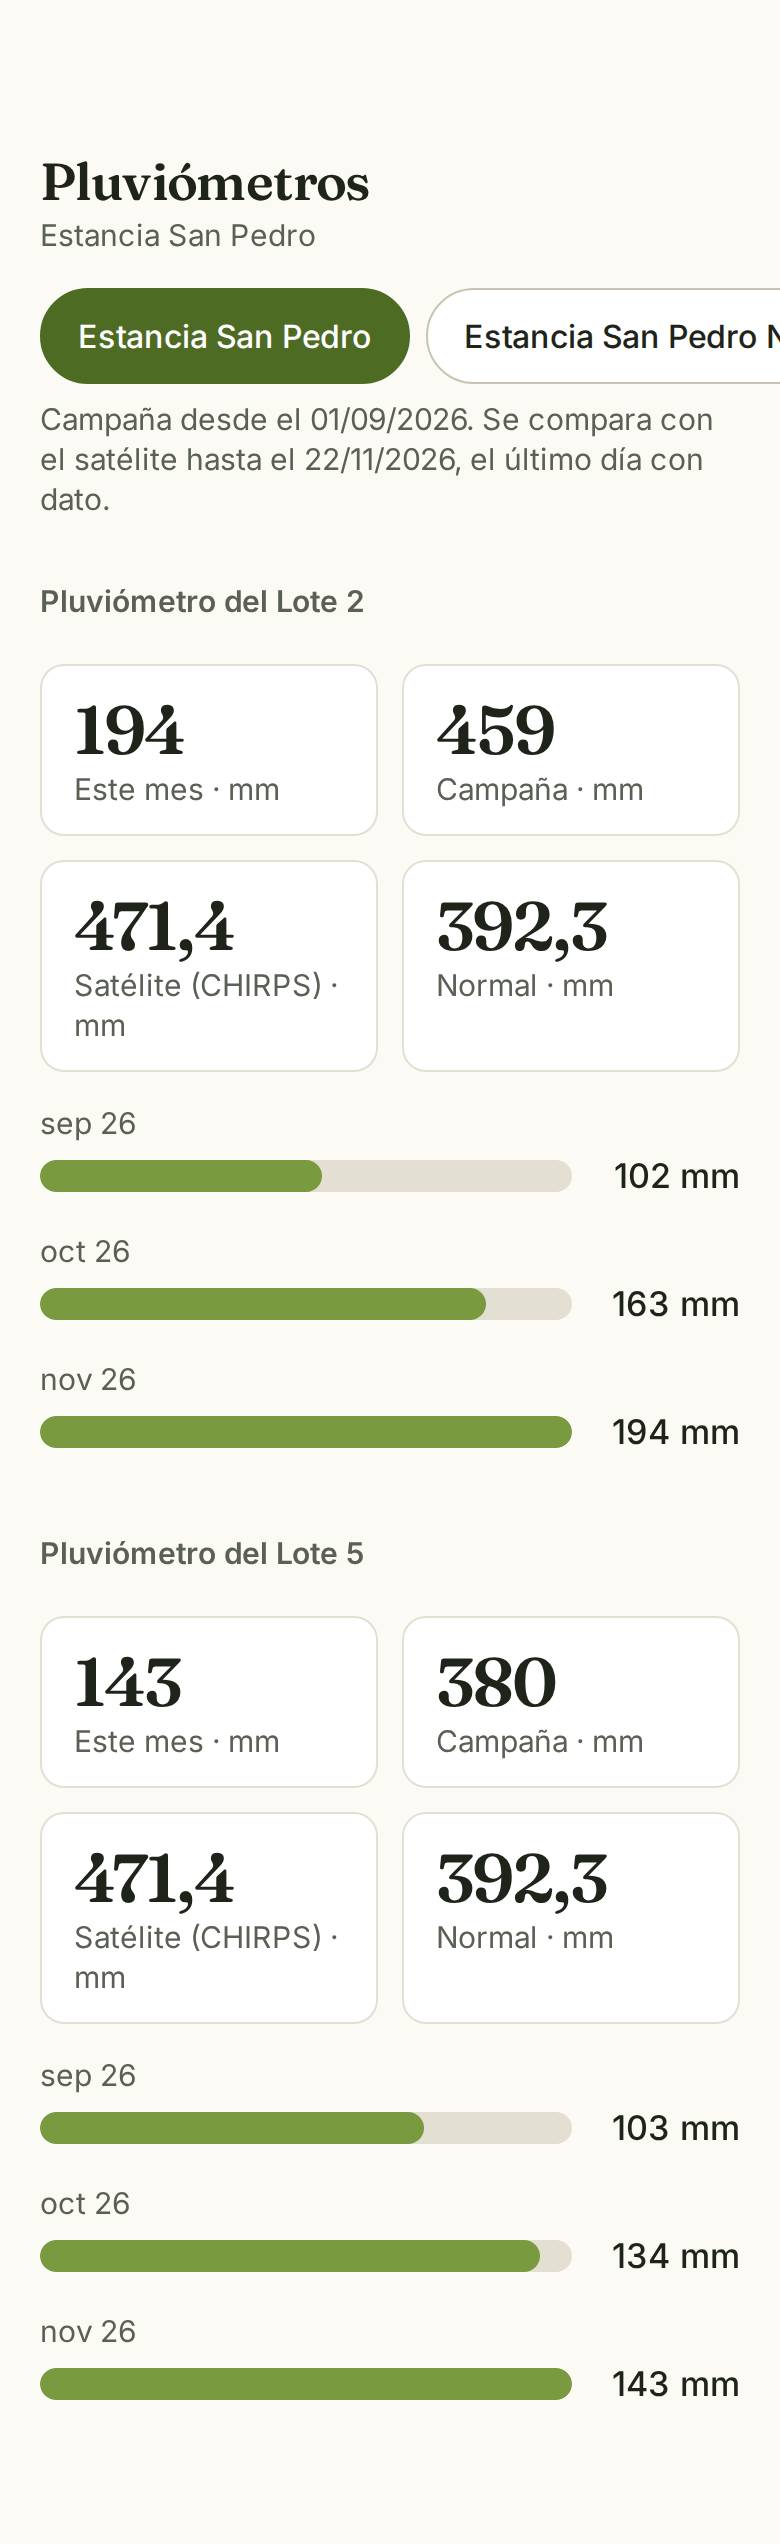 Pluviómetros
Estancia San Pedro
Estancia San Pedro
Estancia San Pedro N
Campaña desde el 01/09/2026. Se compara con
el satélite hasta el 22/11/2026, el último día con
dato.
Pluviómetro del Lote 2
194
Este mes · mm
459
Campaña · mm
471,4
Satélite (CHIRPS) ·
mm
392,3
Normal · mm
sep 26
102 mm
oct 26
163 mm
nov 26
194 mm
Pluviómetro del Lote 5
143
Este mes · mm
380
Campaña · mm
471,4
Satélite (CHIRPS) ·
mm
392,3
Normal · mm
sep 26
103 mm
oct 26
134 mm
nov 26
143 mm